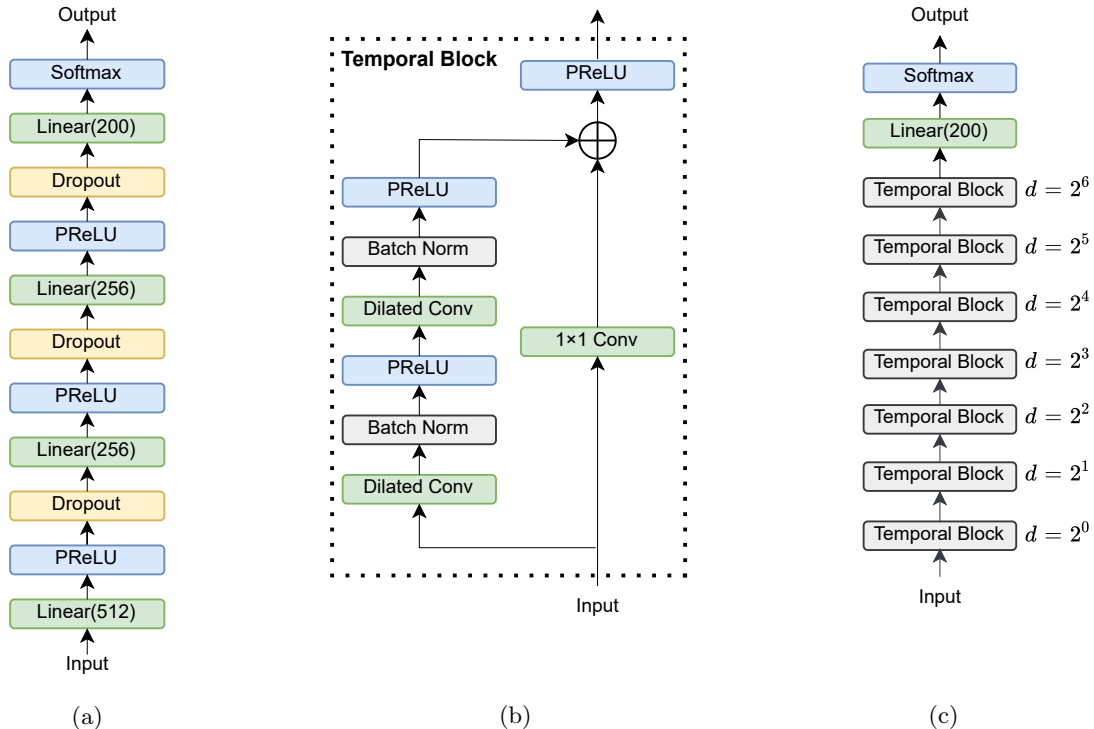 Output
Softmax
Linear(200)
Dropout
PReLU
Linear(256)
Dropout
PReLU
Linear(256)
Dropout
PReLU
Linear(512)
Input
(a)
Temporal Block
PReLU
PReLU
Batch Norm
Dilated Conv
1×1 Conv
PReLU
Batch Norm
Dilated Conv
Input
(b)
Output
Softmax
Linear(200)
Temporal Block d = 2^6
Temporal Block d = 2^5
Temporal Block d = 2^4
Temporal Block d = 2^3
Temporal Block d = 2^2
Temporal Block d = 2^1
Temporal Block d = 2^0
Input
(c)